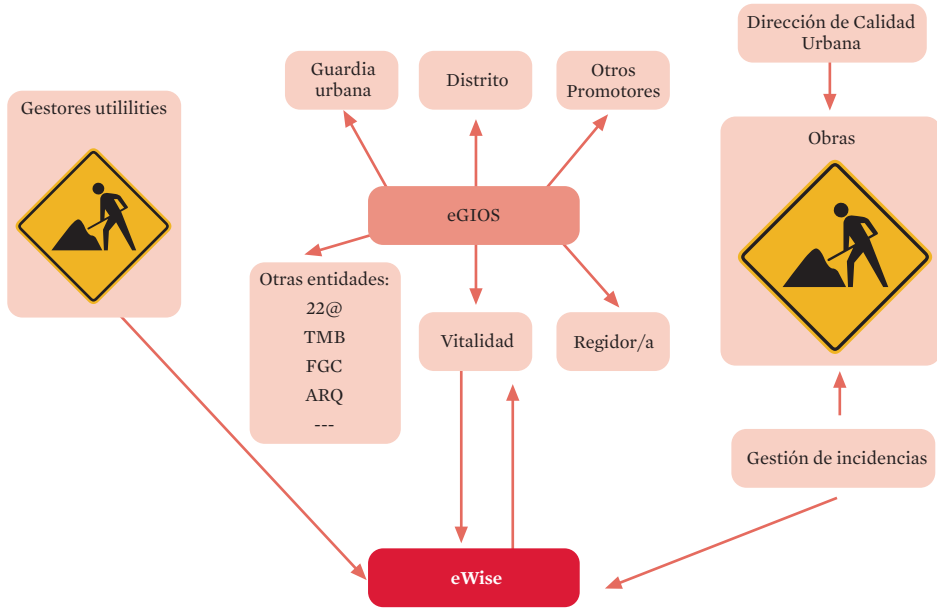 Dirección de Calidad
Urbana
Guardia
urbana
Distrito
Otros
Promotores
Gestores utililities
Obras
eGIOS
Otras entidades:
22@
TMB
FGC
ARQ
---
Vitalidad
Regidor/a
Gestión de incidencias
eWise